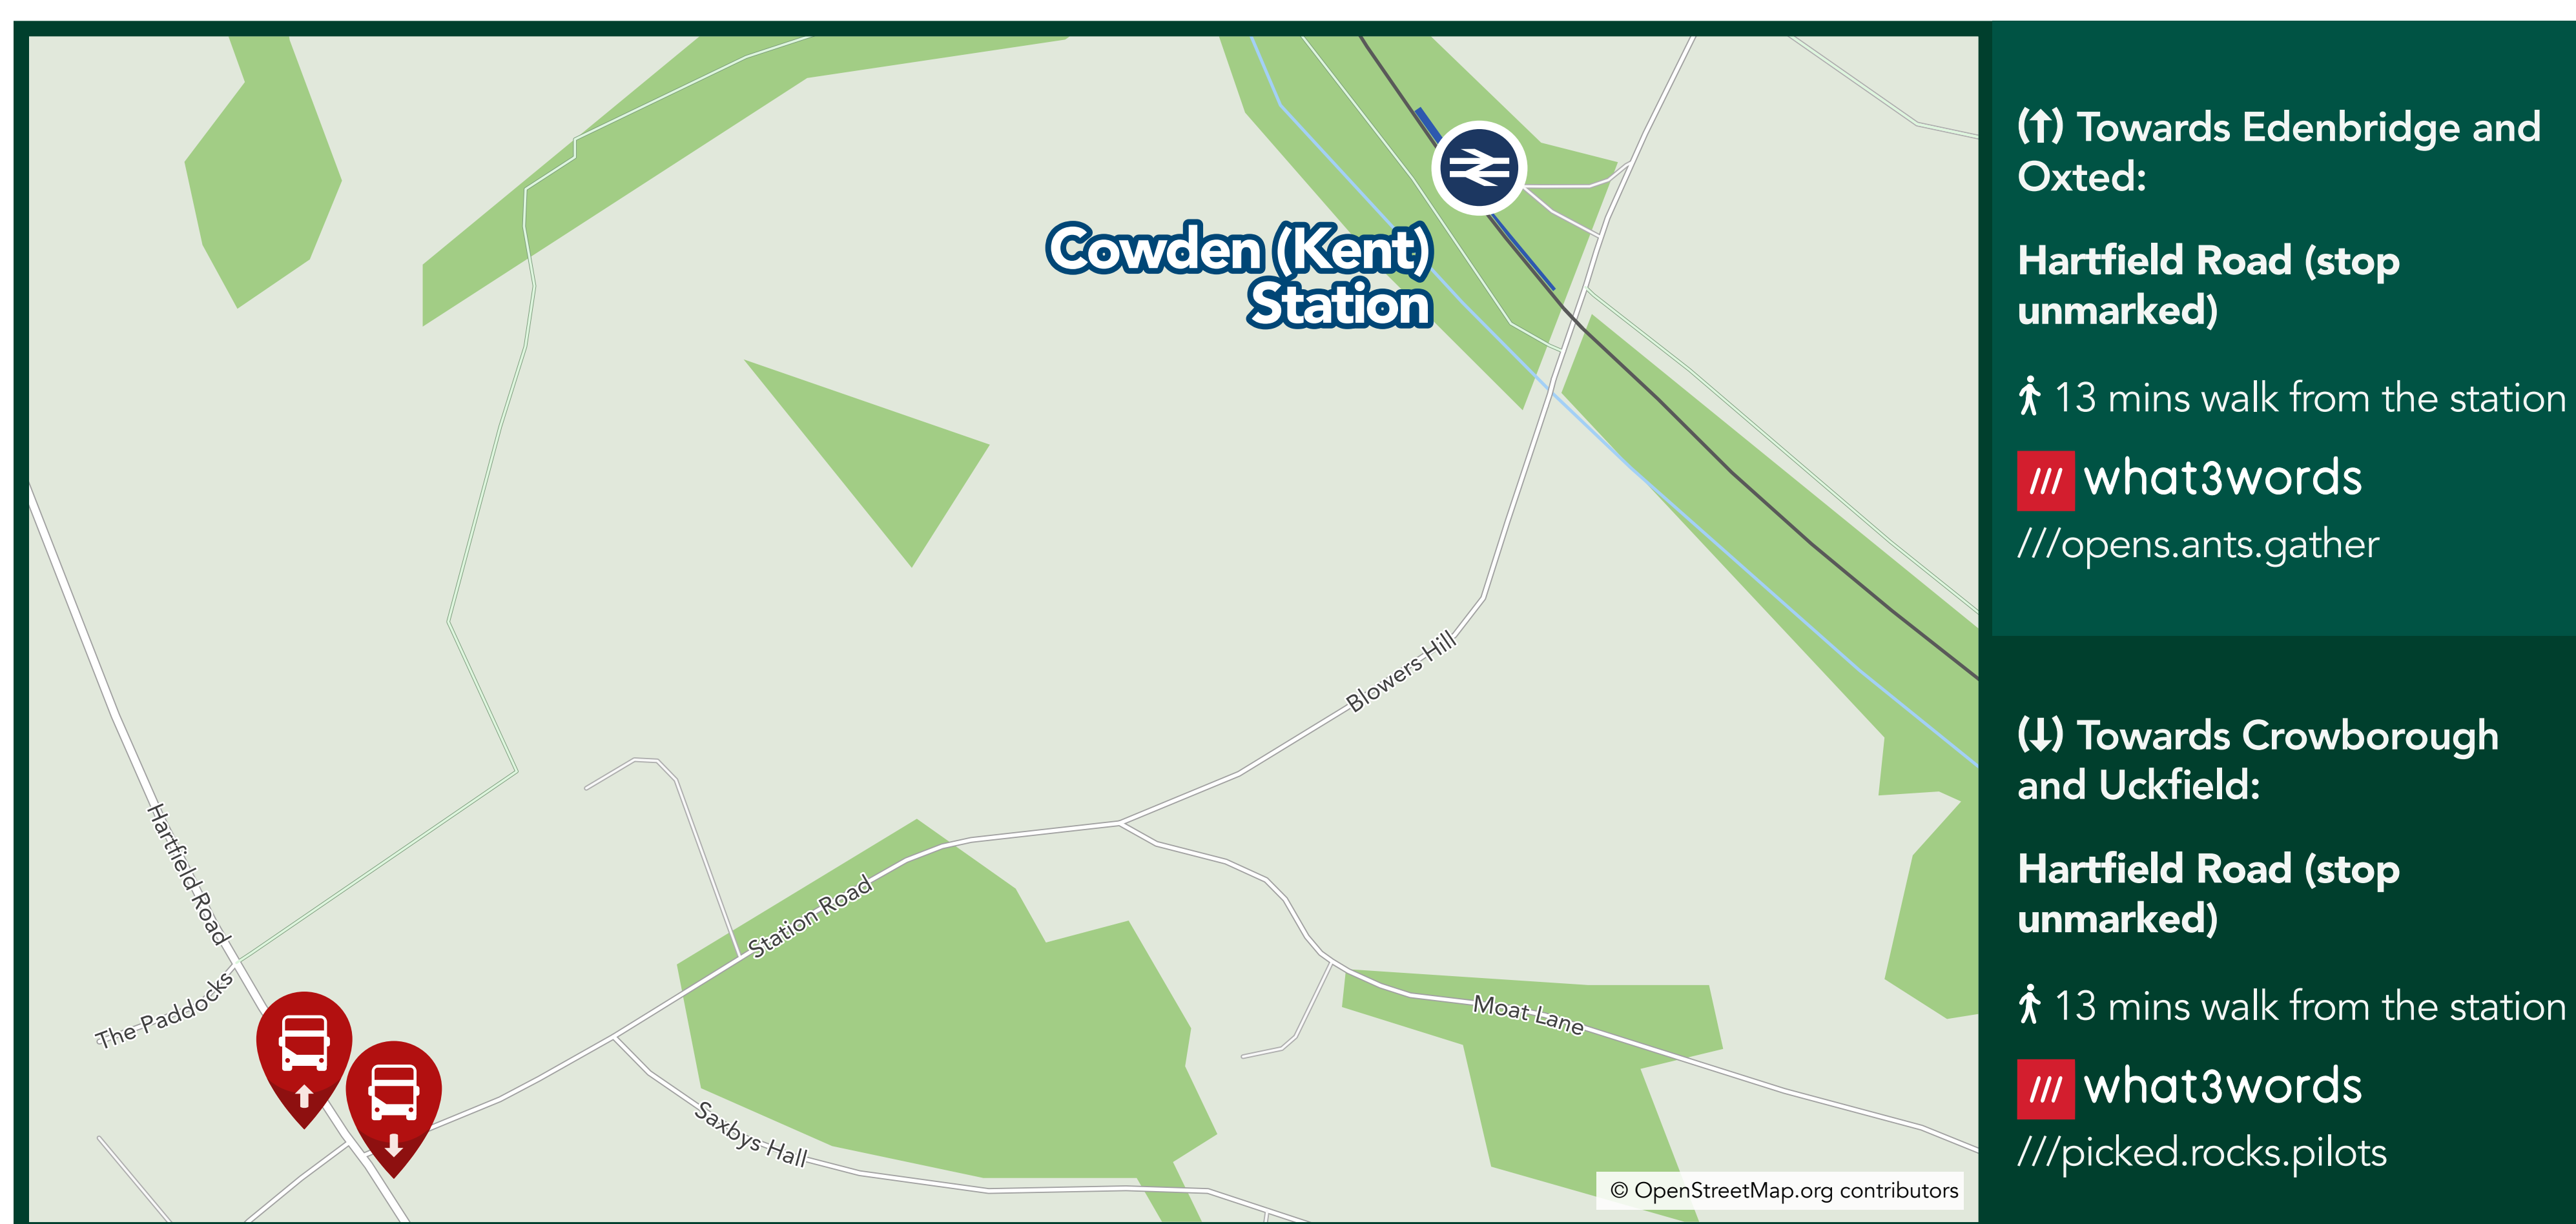 Cowden (Kent)
Station
Blowers Hill
Hartfield Road
Station Road
The Paddocks
Moat Lane
Saxbys Hall
© OpenStreetMap.org contributors
(↑) Towards Edenbridge and
Oxted:
Hartfield Road (stop
unmarked)
13 mins walk from the station
/// what3words
///opens.ants.gather
(↓) Towards Crowborough
and Uckfield:
Hartfield Road (stop
unmarked)
13 mins walk from the station
/// what3words
///picked.rocks.pilots